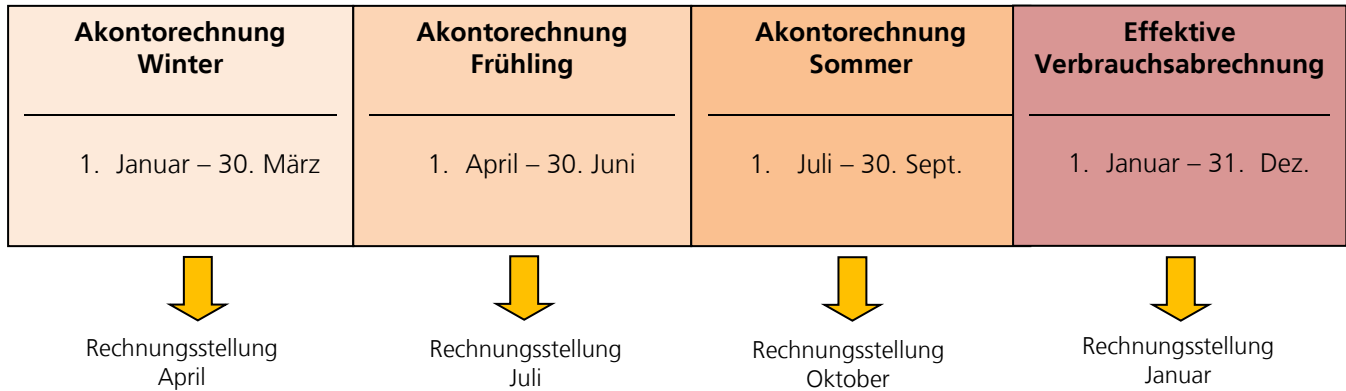 Akontorechnung
Winter
1. Januar – 30. März
Rechnungsstellung
April
Akontorechnung
Frühling
1. April – 30. Juni
Rechnungsstellung
Juli
Akontorechnung
Sommer
1. Juli – 30. Sept.
Rechnungsstellung
Oktober
Effektive
Verbrauchsabrechnung
1. Januar – 31. Dez.
Rechnungsstellung
Januar